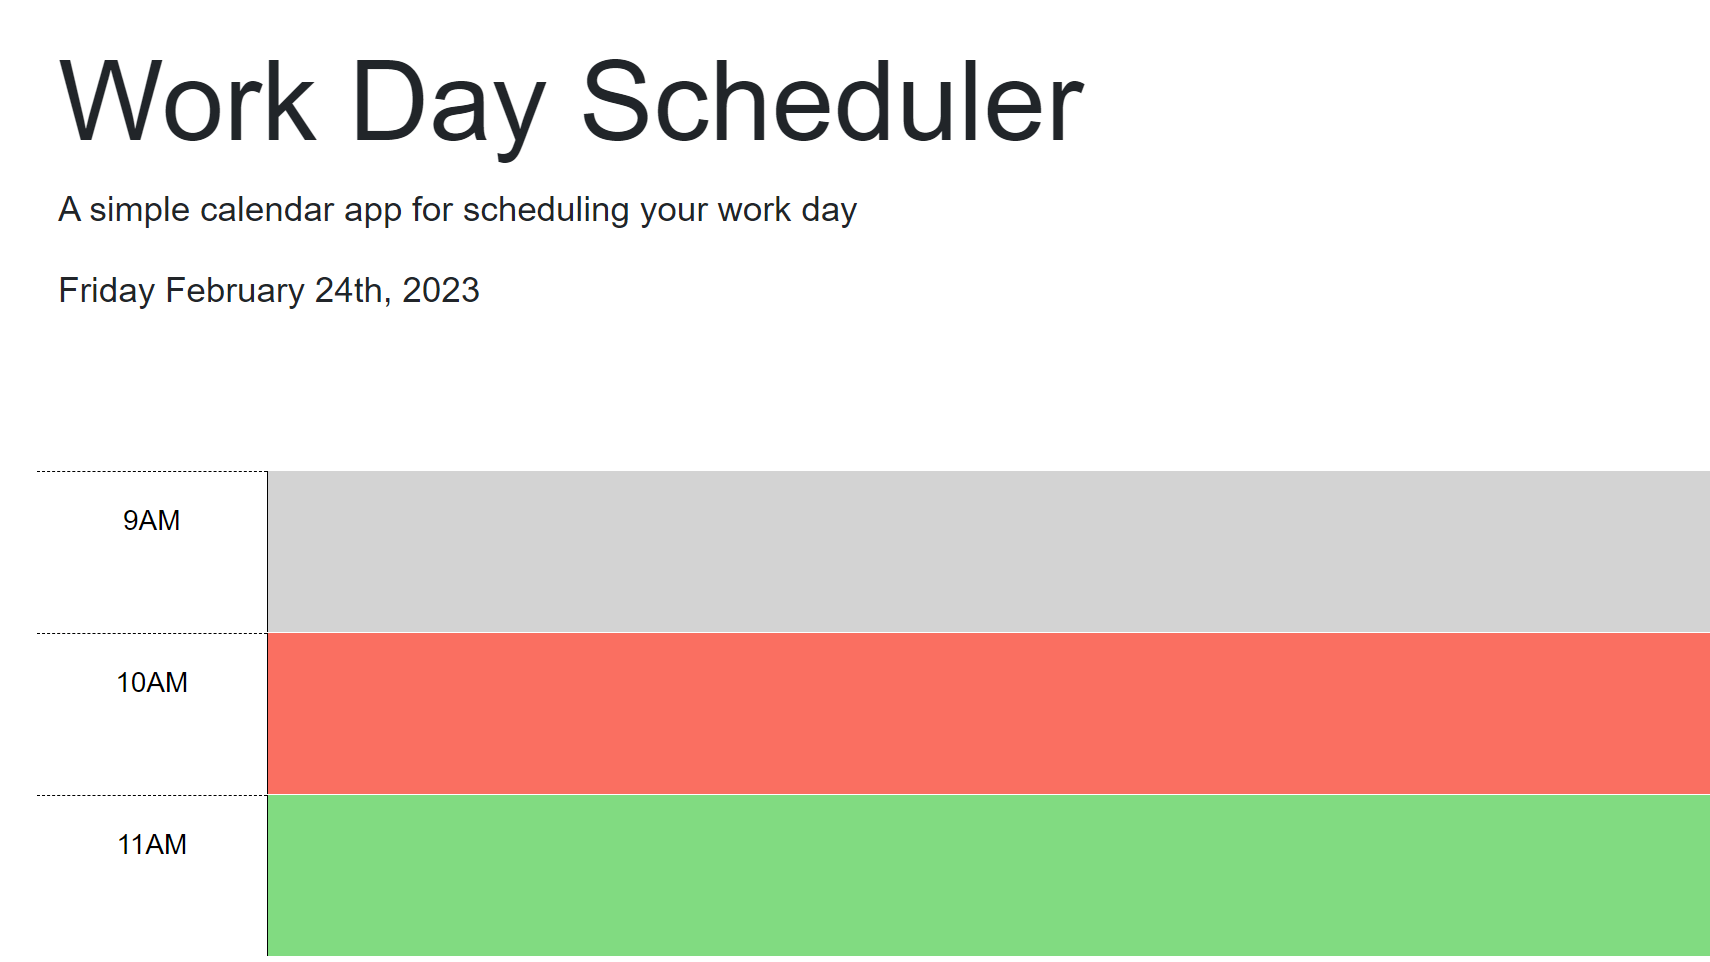 Work Day Scheduler
A simple calendar app for scheduling your work day
Friday February 24th, 2023
9AM
10AM
11AM